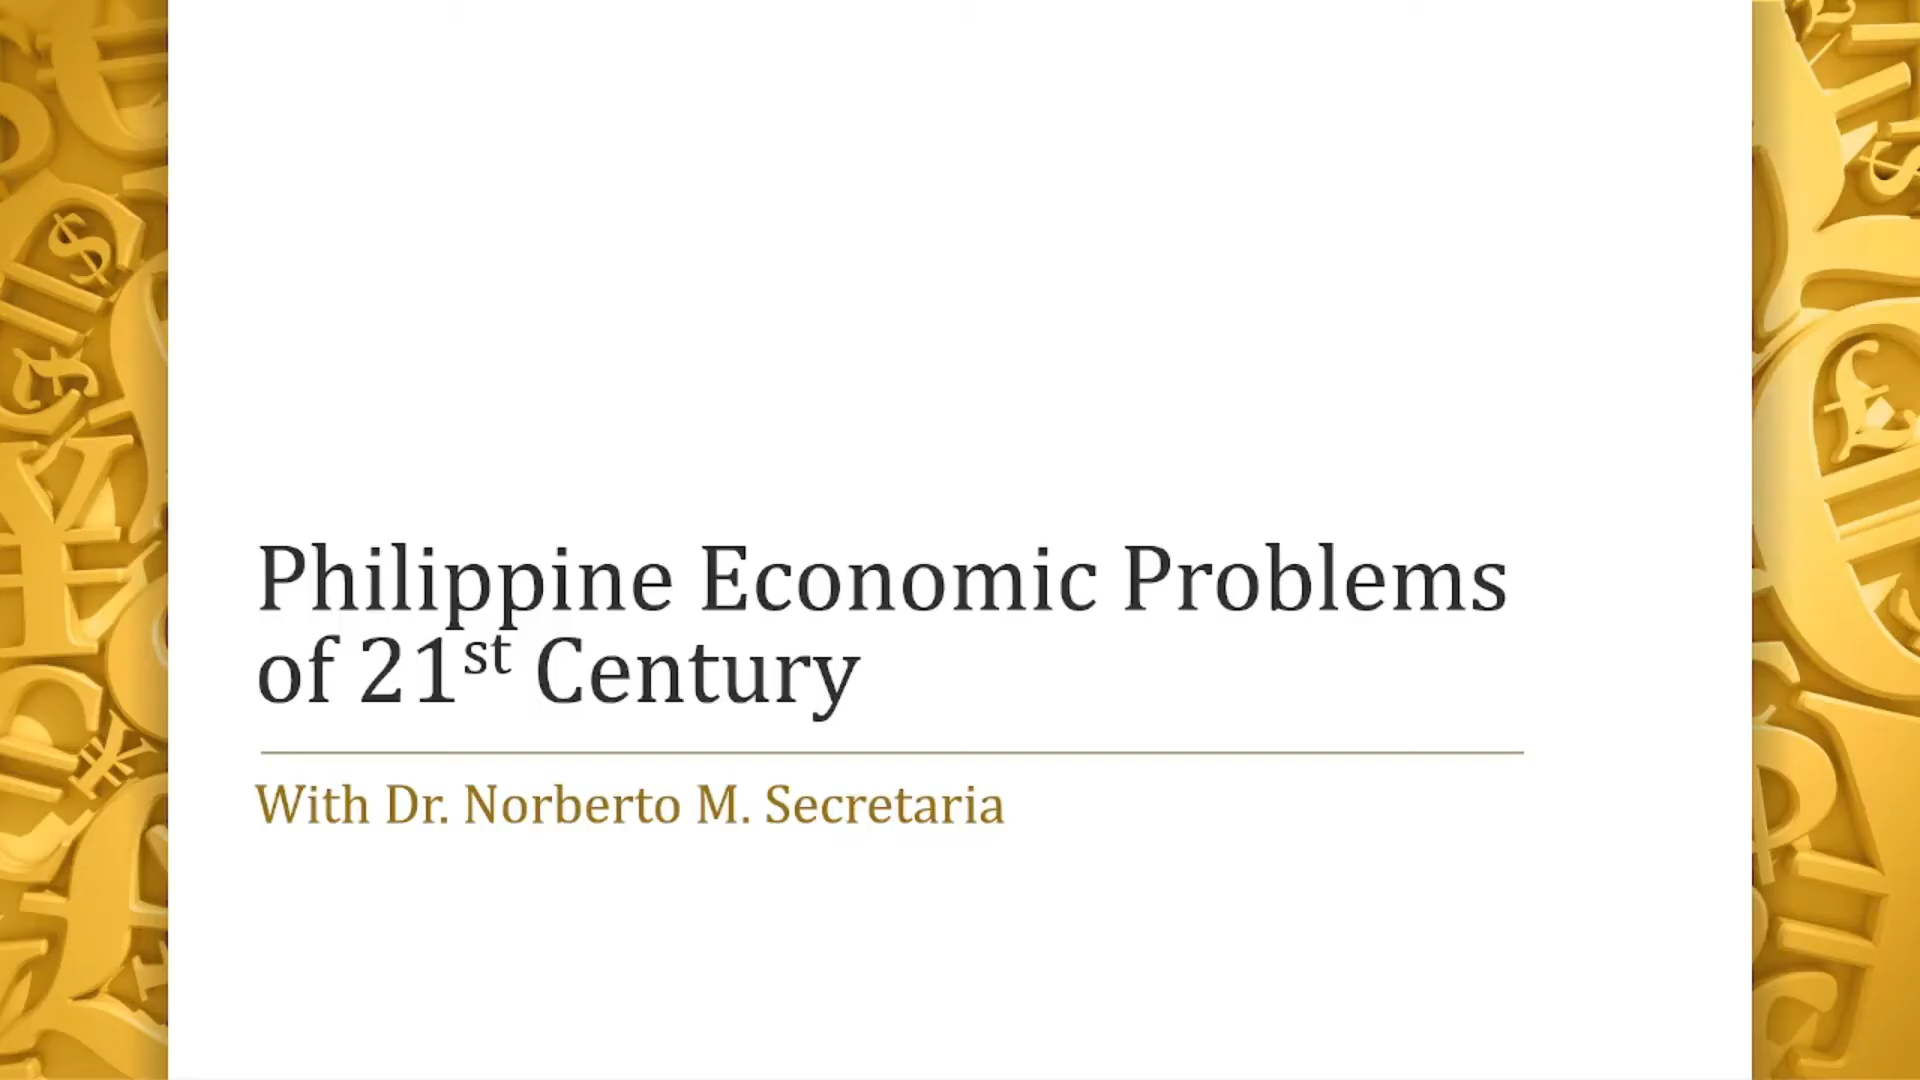 Philippine Economic Problems
of 21st Century
With Dr. Norberto M. Secretaria